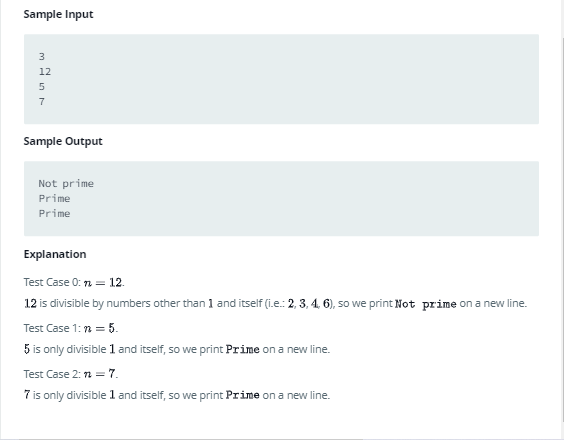 Sample Input
3
12
5
7
Sample Output
Not prime
Prime
Prime
Explanation
Test Case 0: n = 12.
12 is divisible by numbers other than 1 and itself (i.e.: 2, 3, 4, 6), so we print Not prime on a new line.
Test Case 1: n = 5.
5 is only divisible 1 and itself, so we print Prime on a new line.
Test Case 2: n = 7.
7 is only divisible 1 and itself, so we print Prime on a new line.